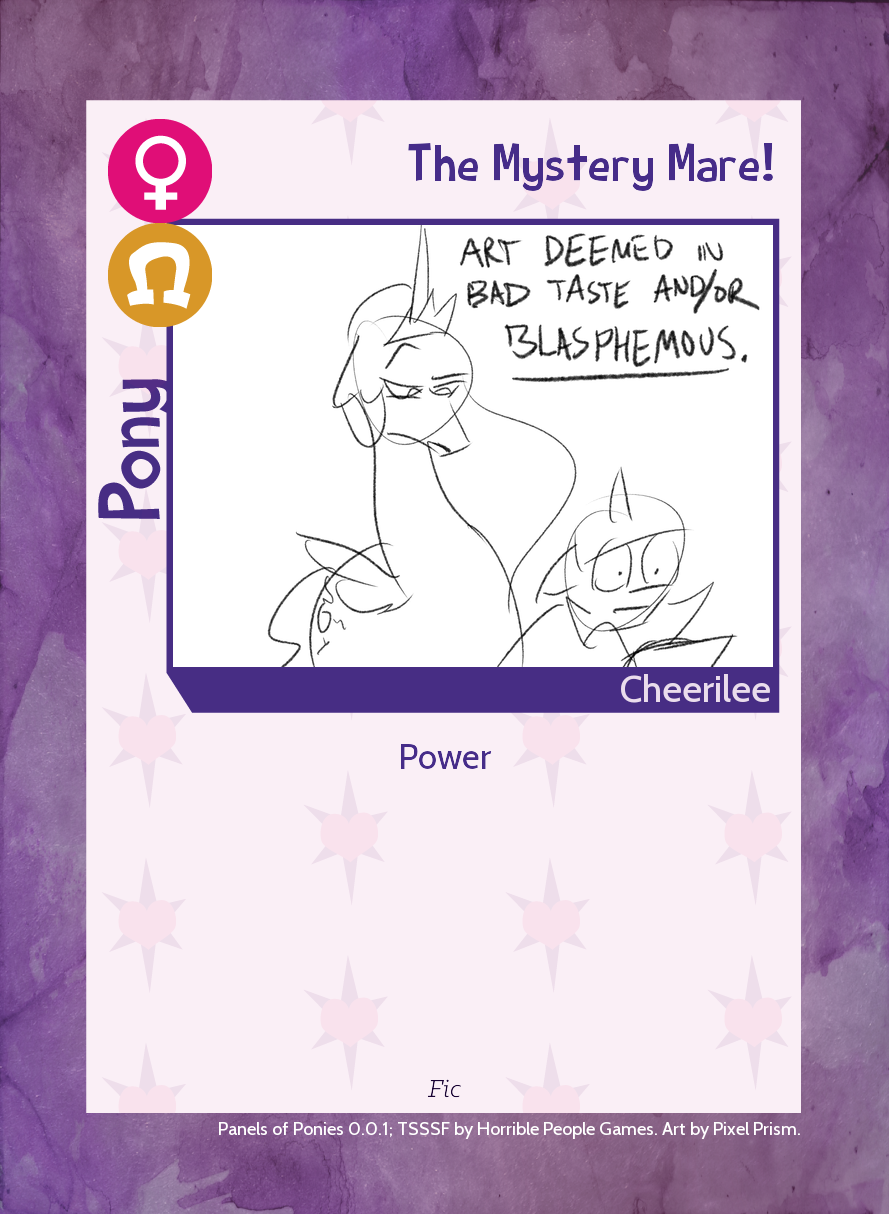 The Mystery Mare!
ART DEEMED IN
BAD TASTE AND/OR
BLASPHEMOUS.
Pony
Cheerilee
Power
Fic
Panels of Ponies 0.0.1; TSSSF by Horrible People Games. Art by Pixel Prism.